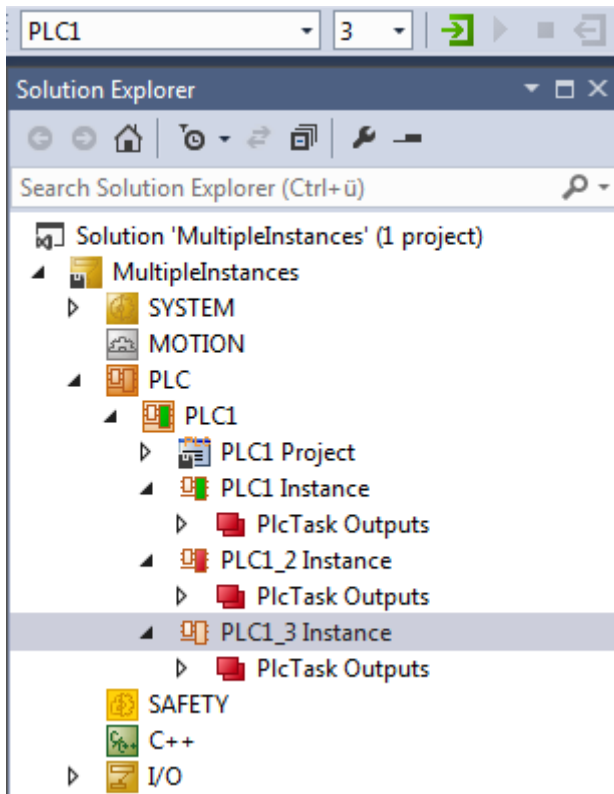 PLC1 3
Solution Explorer
Search Solution Explorer (Ctrl+ü)
Solution 'MultipleInstances' (1 project)
MultipleInstances
SYSTEM
MOTION
PLC
PLC1
PLC1 Project
PLC1 Instance
PlcTask Outputs
PLC1_2 Instance
PlcTask Outputs
PLC1_3 Instance
PlcTask Outputs
SAFETY
C++
I/O